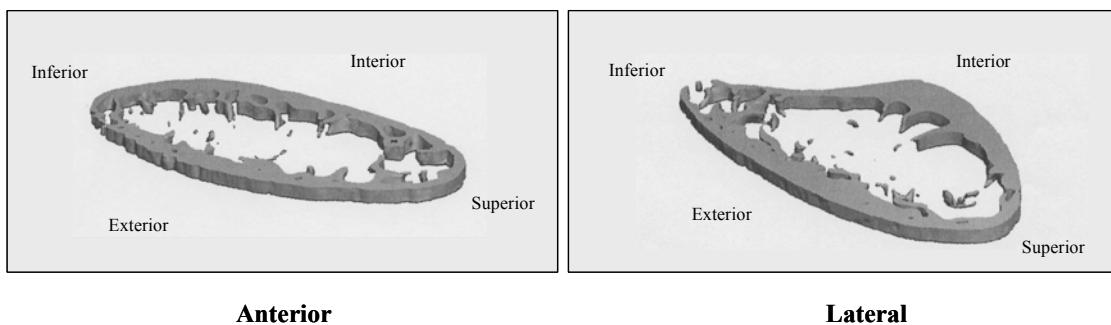 Interior
Inferior
Superior
Exterior
Interior
Inferior
Exterior
Superior
Anterior
Lateral